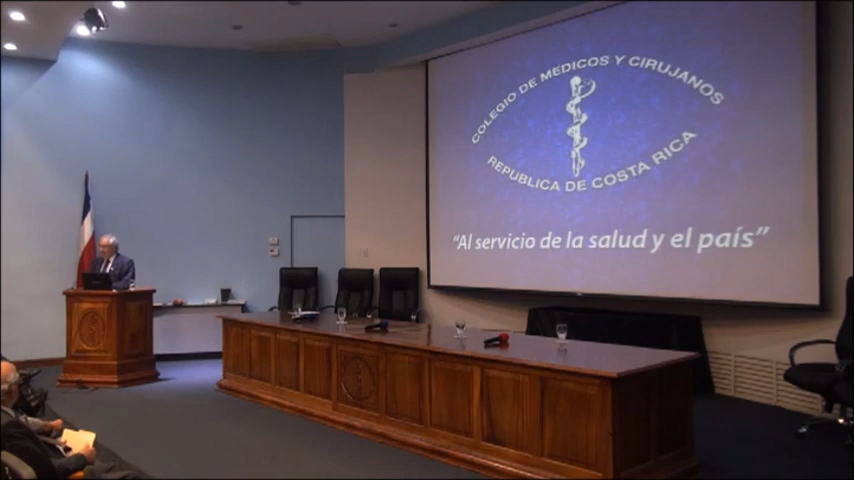 COLEGIO DE MEDICOS Y CIRUJANOS
REPUBLICA DE COSTA RICA
"Al servicio de la salud y el país"